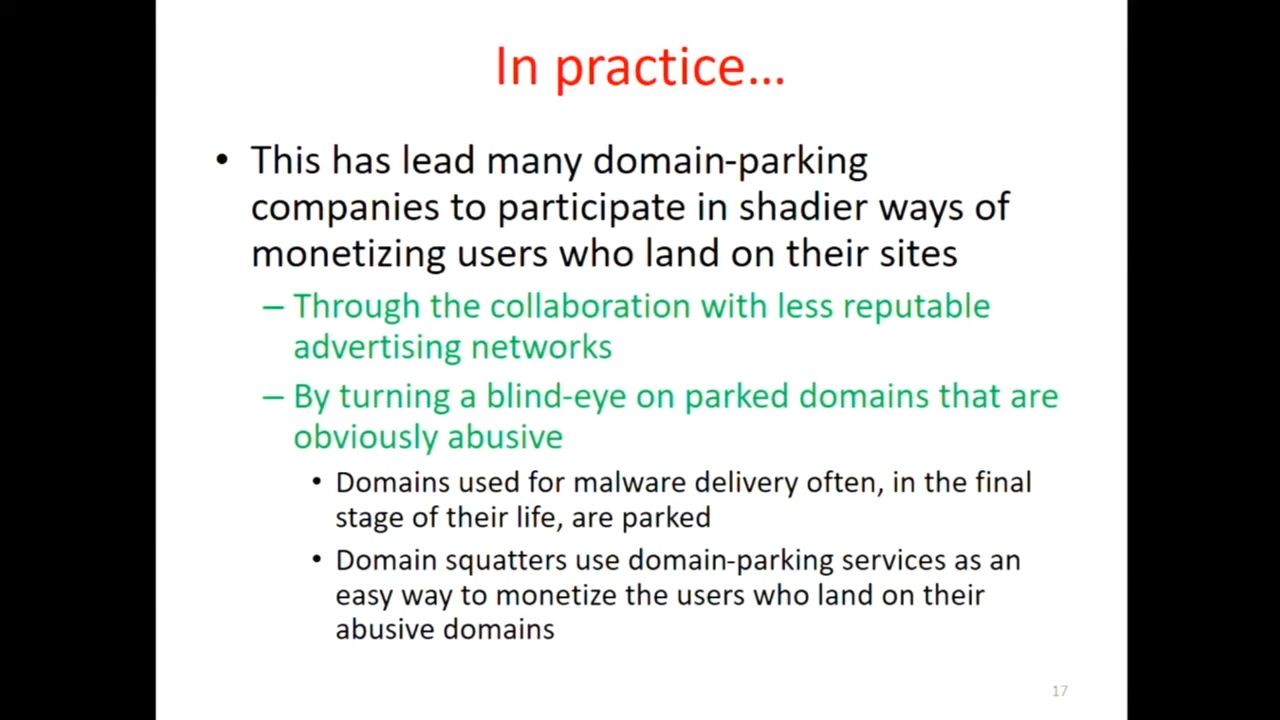 In practice...
• This has lead many domain-parking
companies to participate in shadier ways of
monetizing users who land on their sites
– Through the collaboration with less reputable
advertising networks
– By turning a blind-eye on parked domains that are
obviously abusive
• Domains used for malware delivery often, in the final
stage of their life, are parked
• Domain squatters use domain-parking services as an
easy way to monetize the users who land on their
abusive domains
17